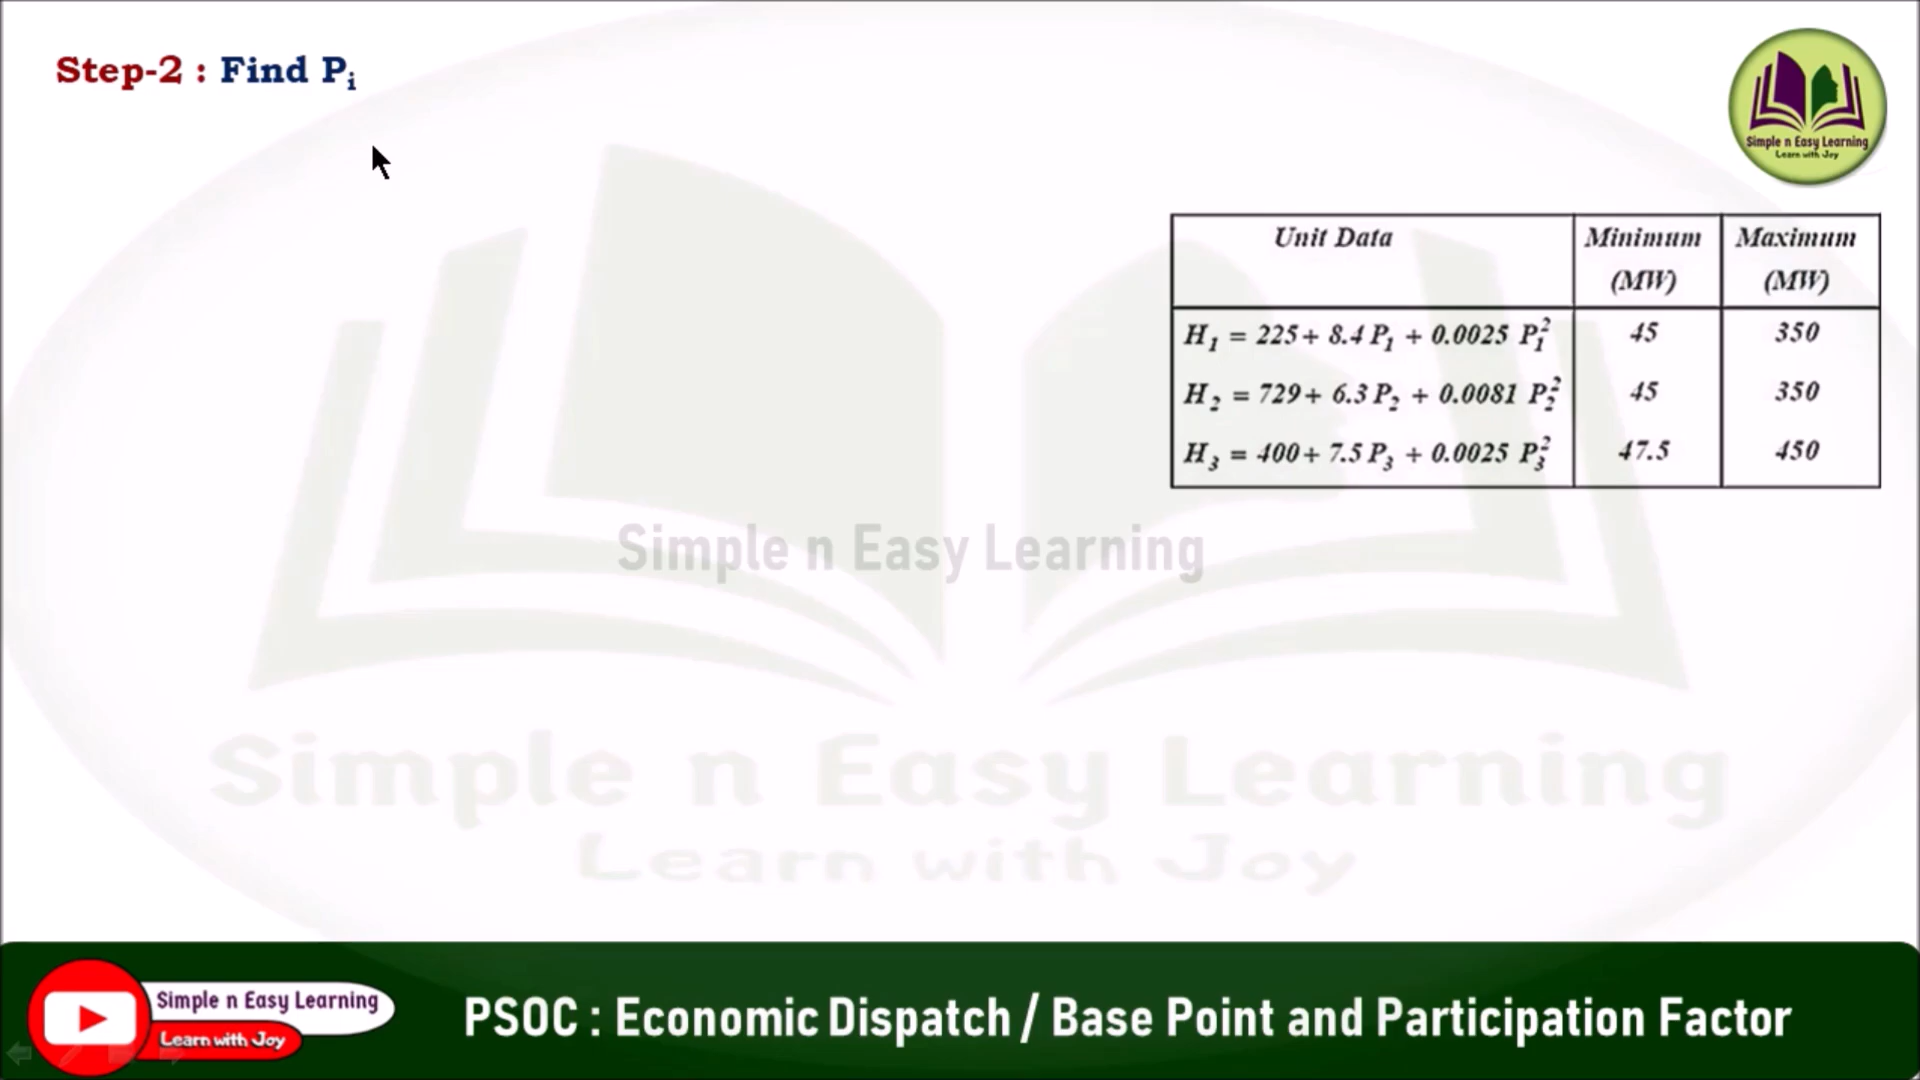 Step-2 : Find Pᵢ
Simple n Easy Learning
Learn with Joy
Unit Data Minimum (MW) Maximum (MW)
H₁ = 225+ 8.4 P₁ + 0.0025 P₁² 45 350
H₂ = 729+ 6.3 P₂ + 0.0081 P₂² 45 350
H₃ = 400+ 7.5 P₃ + 0.0025 P₃² 47.5 450
Simple n Easy Learning
Simple n Easy Learning
Learn with Joy
Simple n Easy Learning
Learn with Joy
PSOC : Economic Dispatch / Base Point and Participation Factor